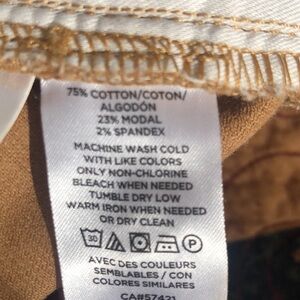 75% COTTON/COTON/
ALGODÓN
23% MODAL
2% SPANDEX
MACHINE WASH COLD
WITH LIKE COLORS
ONLY NON-CHLORINE
BLEACH WHEN NEEDED
TUMBLE DRY LOW
WARM IRON WHEN NEEDED
OR DRY CLEAN
30 P
AVEC DES COULEURS
SEMBLABLES / CON
COLORES SIMILARES
CA#57421